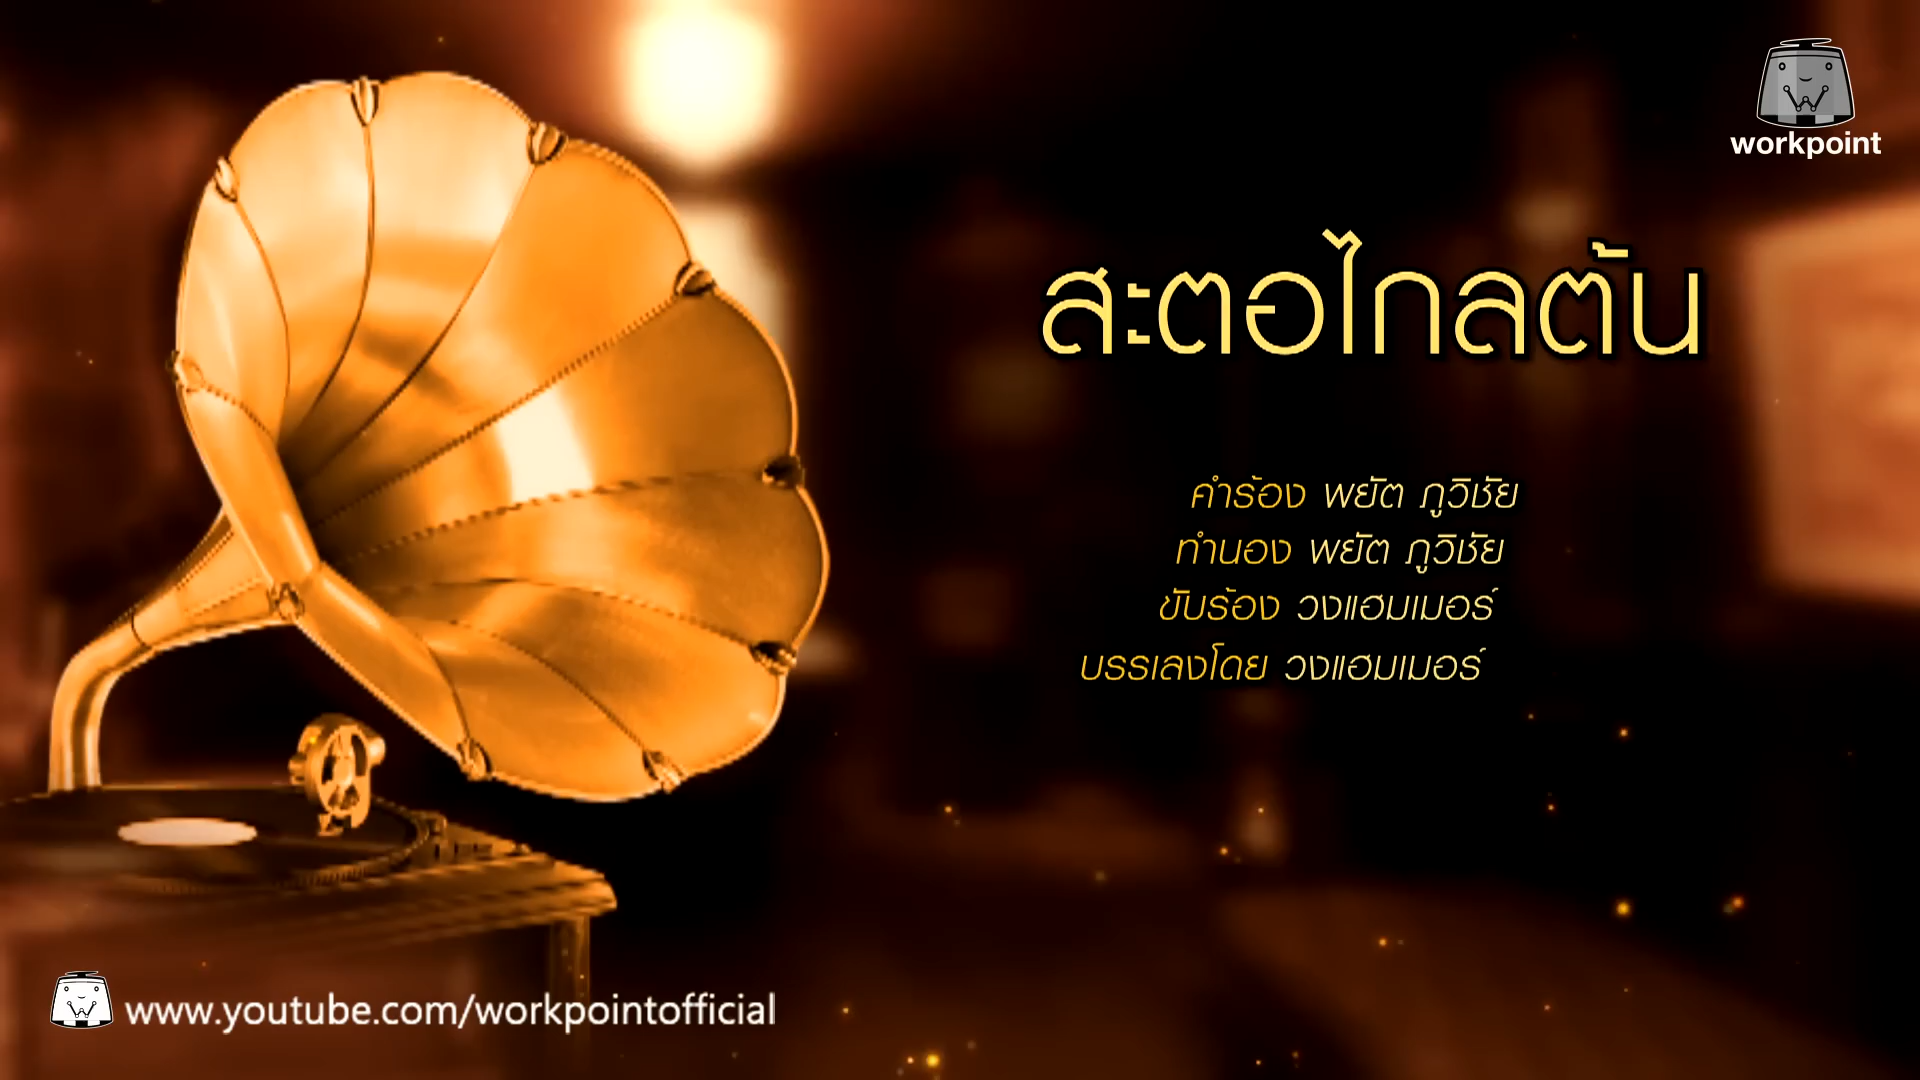 workpoint
สะตอไกลต้น
คำร้อง พยัต ภูวิชัย
ทำนอง พยัต ภูวิชัย
ขับร้อง วงแฮมเมอร์
บรรเลงโดย วงแฮมเมอร์
www.youtube.com/workpointofficial